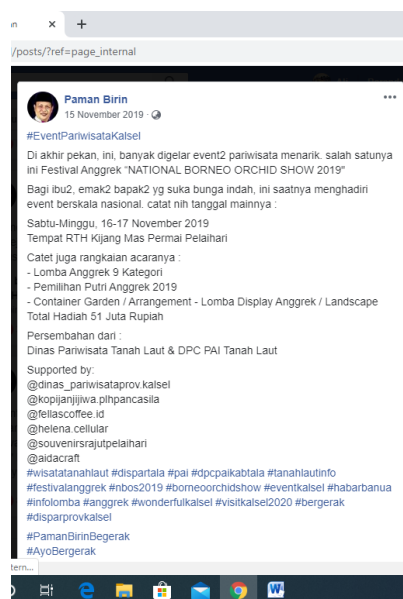 an
/posts/?ref=page_internal
Paman Birin
15 November 2019
#EventPariwisataKalsel
Di akhir pekan, ini, banyak digelar event2 pariwisata menarik. salah satunya
ini Festival Anggrek “NATIONAL BORNEO ORCHID SHOW 2019"
Bagi ibu2, emak2 bapak2 yg suka bunga indah, ini saatnya menghadiri
event berskala nasional. catat nih tanggal mainnya :
Sabtu-Minggu, 16-17 November 2019
Tempat RTH Kijang Mas Permai Pelaihari
Catet juga rangkaian acaranya :
- Lomba Anggrek 9 Kategori
- Pemilihan Putri Anggrek 2019
- Container Garden / Arrangement - Lomba Display Anggrek / Landscape
Total Hadiah 51 Juta Rupiah
Persembahan dari :
Dinas Pariwisata Tanah Laut & DPC PAI Tanah Laut
Supported by:
@dinas_pariwisataprov.kalsel
@kopijanjijiwa.plhpancasila
@fellascoffee.id
@helena.cellular
@souvenirsrajutpelaihari
@aidacraft
#wisatatanahlaut #dispartala #pai #dpcpaikabtala #tanahlautinfo
#festivalanggrek #nbos2019 #borneoorchidshow #eventkalsel #habarbanua
#infolomba #anggrek #wonderfulkalsel #visitkalsel2020 #bergerak
#disparprovkalsel
#PamanBirinBegerak
#AyoBergerak
tern...